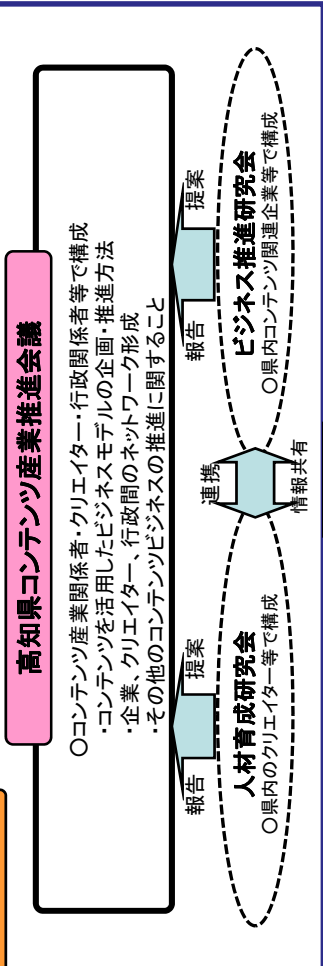 高知県コンテンツ産業推進会議
〇コンテンツ産業関係者・クリエイター・行政関係者等で構成
・コンテンツを活用したビジネスモデルの企画・推進方法
・企業、クリエイター、行政間のネットワーク形成
・その他のコンテンツビジネスの推進に関すること
報告
提案
報告
提案
人材育成研究会
〇県内のクリエイター等で構成
連携
情報共有
ビジネス推進研究会
〇県内コンテンツ関連企業等で構成